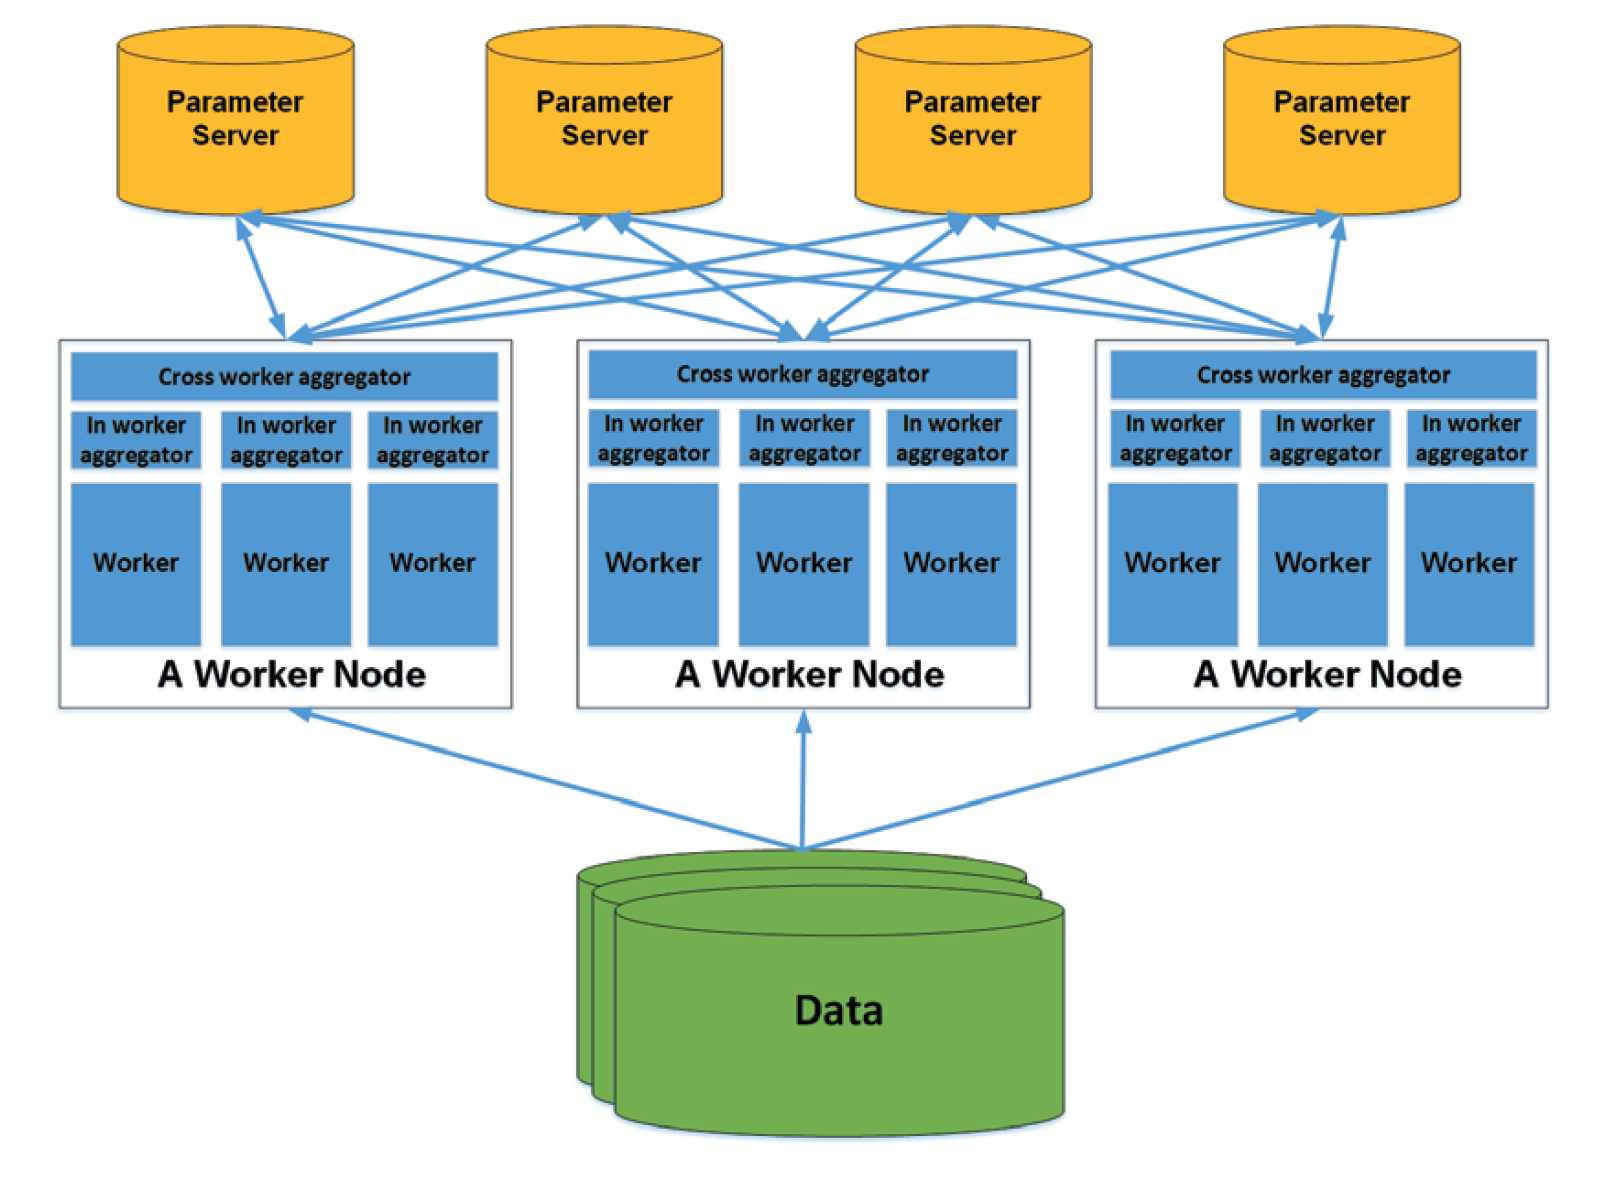 Parameter
Server
Parameter
Server
Parameter
Server
Parameter
Server
Cross worker aggregator
In worker
aggregator
In worker
aggregator
In worker
aggregator
Worker
Worker
Worker
A Worker Node
Cross worker aggregator
In worker
aggregator
In worker
aggregator
In worker
aggregator
Worker
Worker
Worker
A Worker Node
Cross worker aggregator
In worker
aggregator
In worker
aggregator
In worker
aggregator
Worker
Worker
Worker
A Worker Node
Data